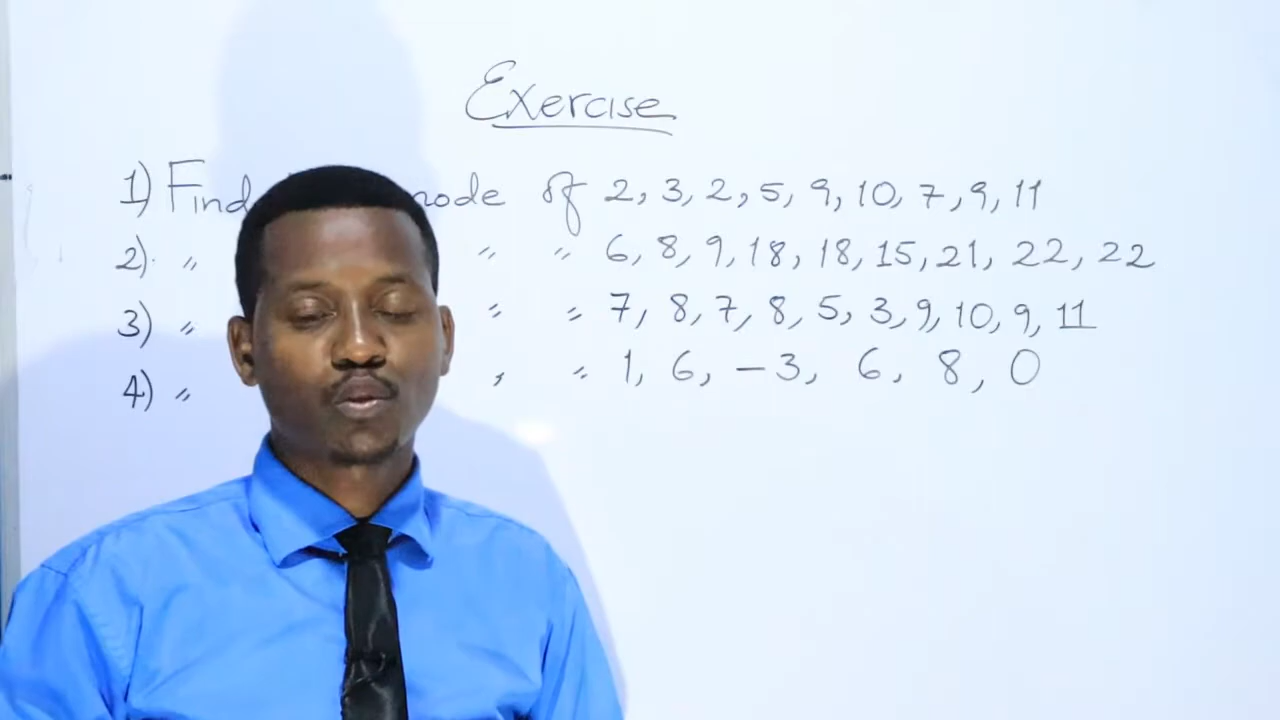 Exercise
1) Find mode of 2, 3, 2, 5, 9, 10, 7, 9, 11
2) 〃 〃 〃 6, 8, 9, 18, 18, 15, 21, 22, 22
3) 〃 〃 〃 7, 8, 7, 8, 5, 3, 9, 10, 9, 11
4) 〃 〃 〃 1, 6, -3, 6, 8, 0